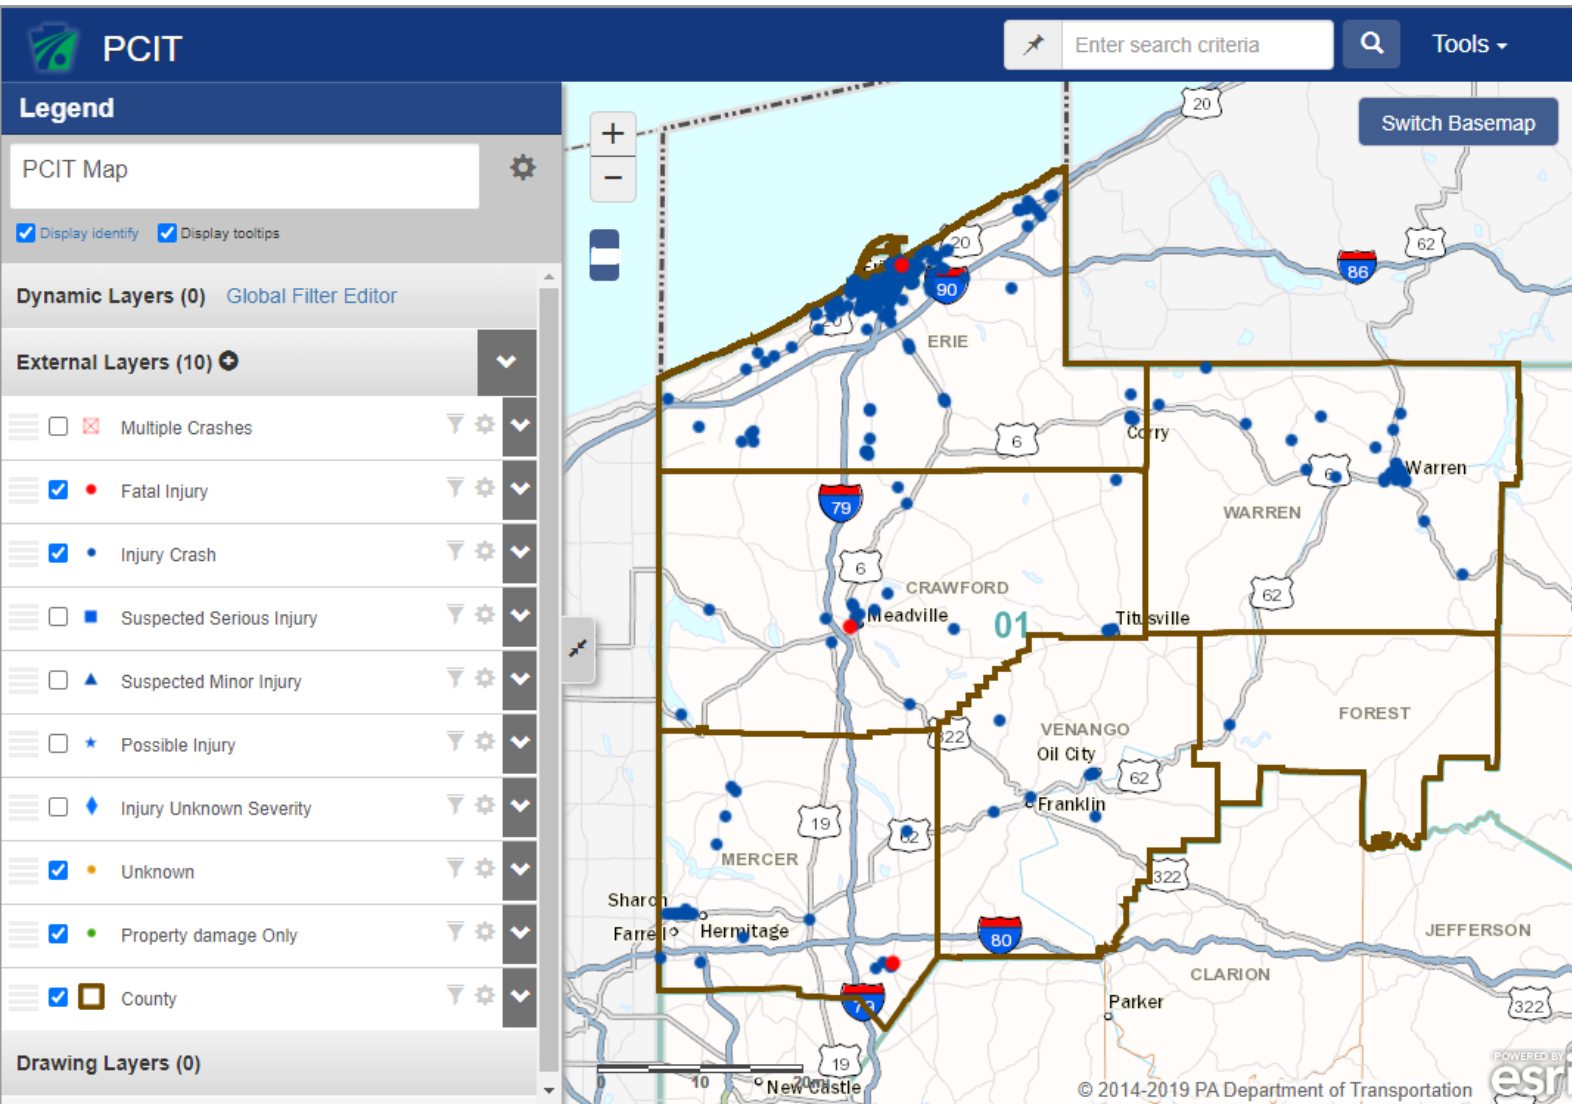 PCIT
Enter search criteria
Tools
Legend
PCIT Map
Display identify
Display tooltips
Dynamic Layers (0)
Global Filter Editor
External Layers (10)
Multiple Crashes
Fatal Injury
Injury Crash
Suspected Serious Injury
Suspected Minor Injury
Possible Injury
Injury Unknown Severity
Unknown
Property damage Only
County
Drawing Layers (0)
+
−
Switch Basemap
20
62
86
20
90
20
ERIE
6
Corry
6
Warren
79
WARREN
6
CRAWFORD
62
Meadville
01
Titusville
FOREST
322
VENANGO
Oil City
62
Franklin
19
62
MERCER
322
Sharon
Farrell
Hermitage
80
JEFFERSON
CLARION
79
Parker
322
19
0
10
20mi
New Castle
© 2014-2019 PA Department of Transportation
POWERED BY
esri